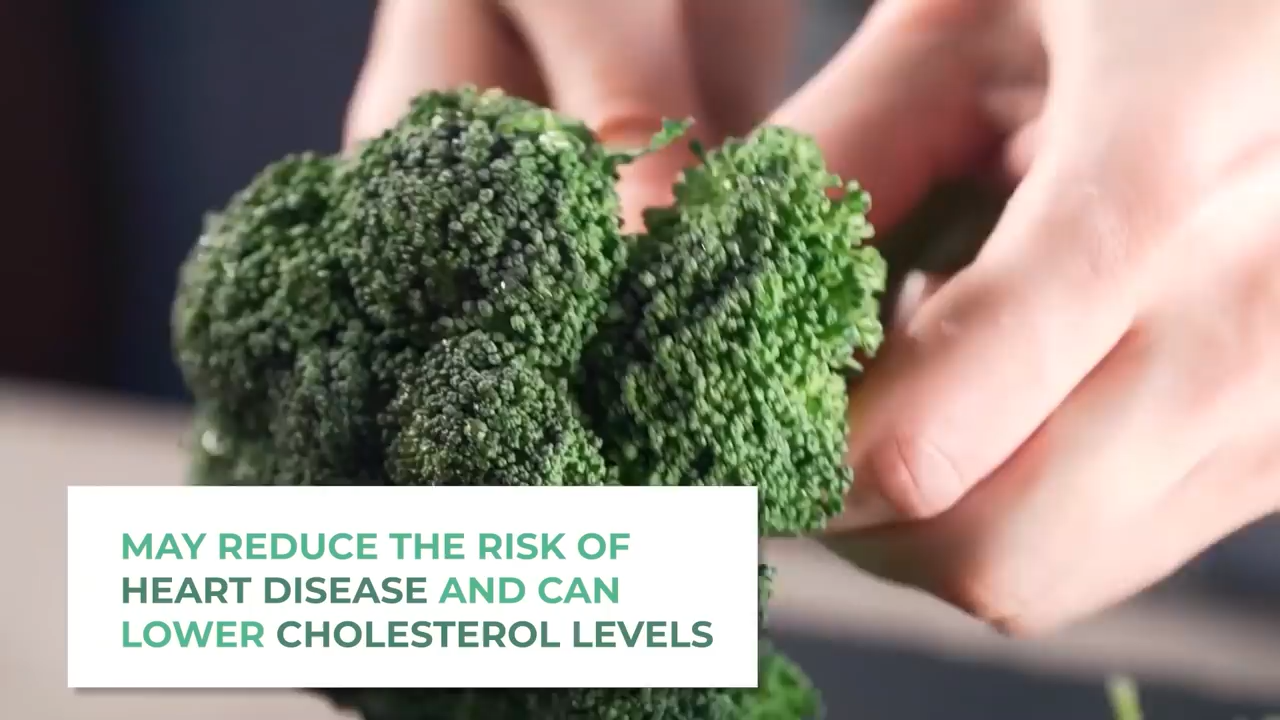 MAY REDUCE THE RISK OF
HEART DISEASE AND CAN
LOWER CHOLESTEROL LEVELS